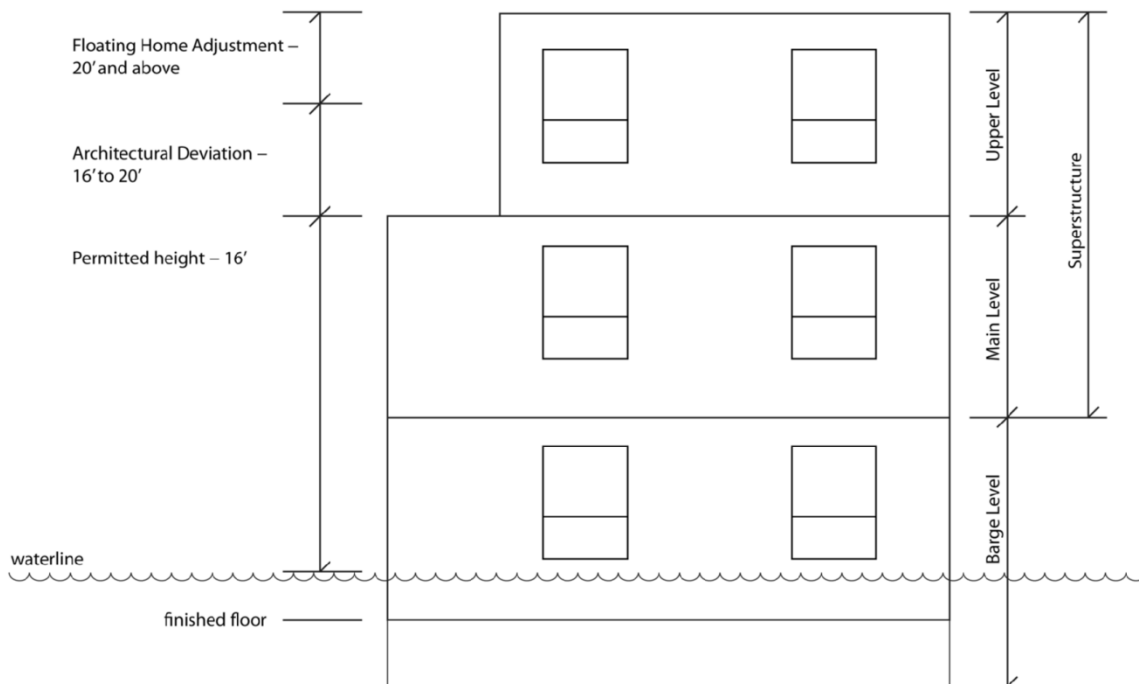 Floating Home Adjustment –
20' and above
Architectural Deviation –
16' to 20'
Permitted height – 16'
waterline
finished floor
Upper Level
Main Level
Barge Level
Superstructure